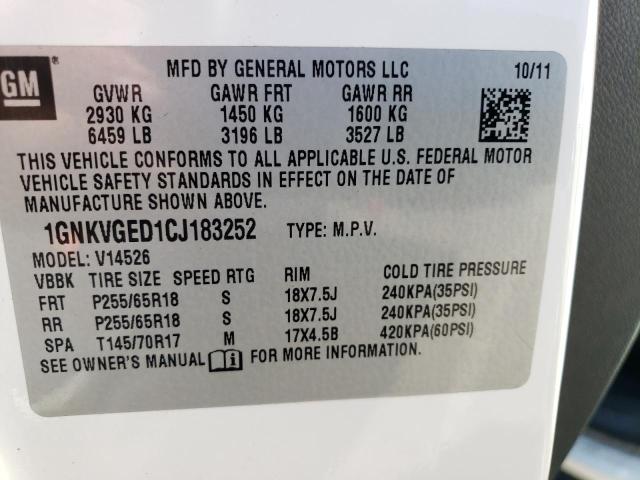 GM®
MFD BY GENERAL MOTORS LLC 10/11
GVWR GAWR FRT GAWR RR
2930 KG 1450 KG 1600 KG
6459 LB 3196 LB 3527 LB
THIS VEHICLE CONFORMS TO ALL APPLICABLE U.S. FEDERAL MOTOR
VEHICLE SAFETY STANDARDS IN EFFECT ON THE DATE OF
MANUFACTURE SHOWN ABOVE.
1GNKVGED1CJ183252 TYPE: M.P.V.
MODEL: V14526
VBBK TIRE SIZE SPEED RTG RIM COLD TIRE PRESSURE
FRT P255/65R18 S 18X7.5J 240KPA(35PSI)
RR P255/65R18 S 18X7.5J 240KPA(35PSI)
SPA T145/70R17 M 17X4.5B 420KPA(60PSI)
SEE OWNER'S MANUAL i FOR MORE INFORMATION.